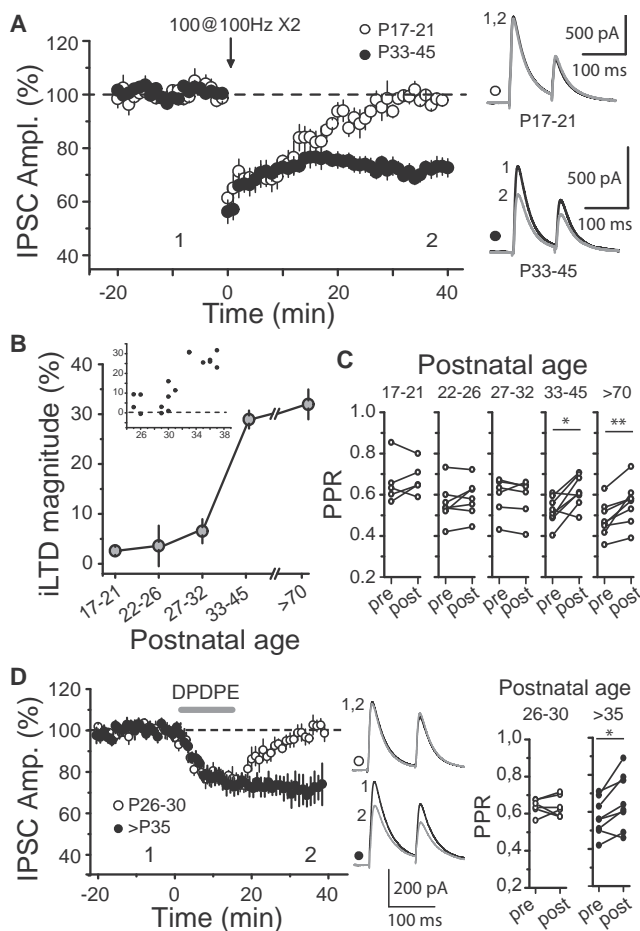 A
100@100Hz X2
P17-21
P33-45
IPSC Ampl. (%)
120
100
80
60
40
1
2
-20
0
20
40
Time (min)
1,2
500 pA
100 ms
P17-21
1
2
500 pA
100 ms
P33-45
B
iLTD magnitude (%)
40
30
20
10
0
30
20
10
0
26 28 30 32 34 36 38
17-21
22-26
27-32
33-45
>70
Postnatal age
C
Postnatal age
17-21 22-26 27-32 33-45 >70
* **
PPR
1.0
0.8
0.6
0.4
0.2
pre post pre post pre post pre post pre post
D
DPDPE
IPSC Amp. (%)
120
100
80
60
40
P26-30
>P35
1
2
-20
0
20
40
Time (min)
1,2
1
2
200 pA
100 ms
Postnatal age
26-30 >35
*
PPR
1,0
0,8
0,6
0,4
0,2
pre post pre post